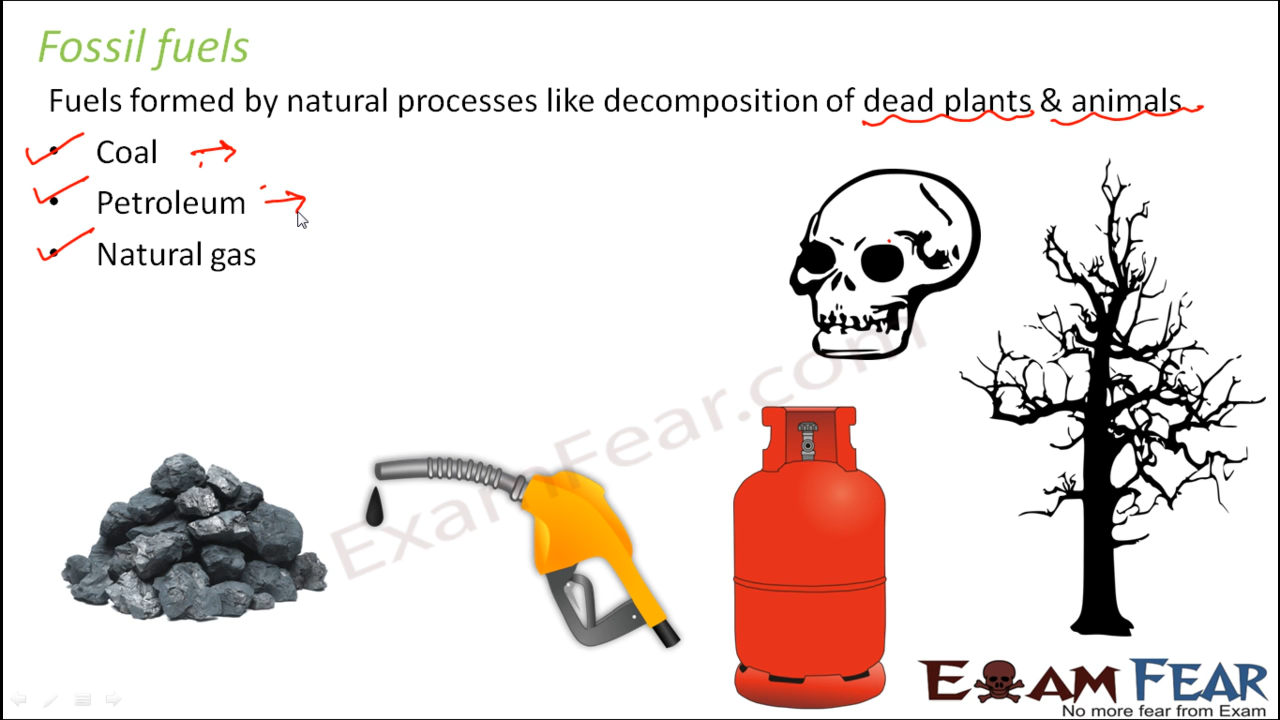 Fossil fuels
Fuels formed by natural processes like decomposition of dead plants & animals
• Coal
• Petroleum
• Natural gas
ExamFear.com
EXAM FEAR
No more fear from Exam